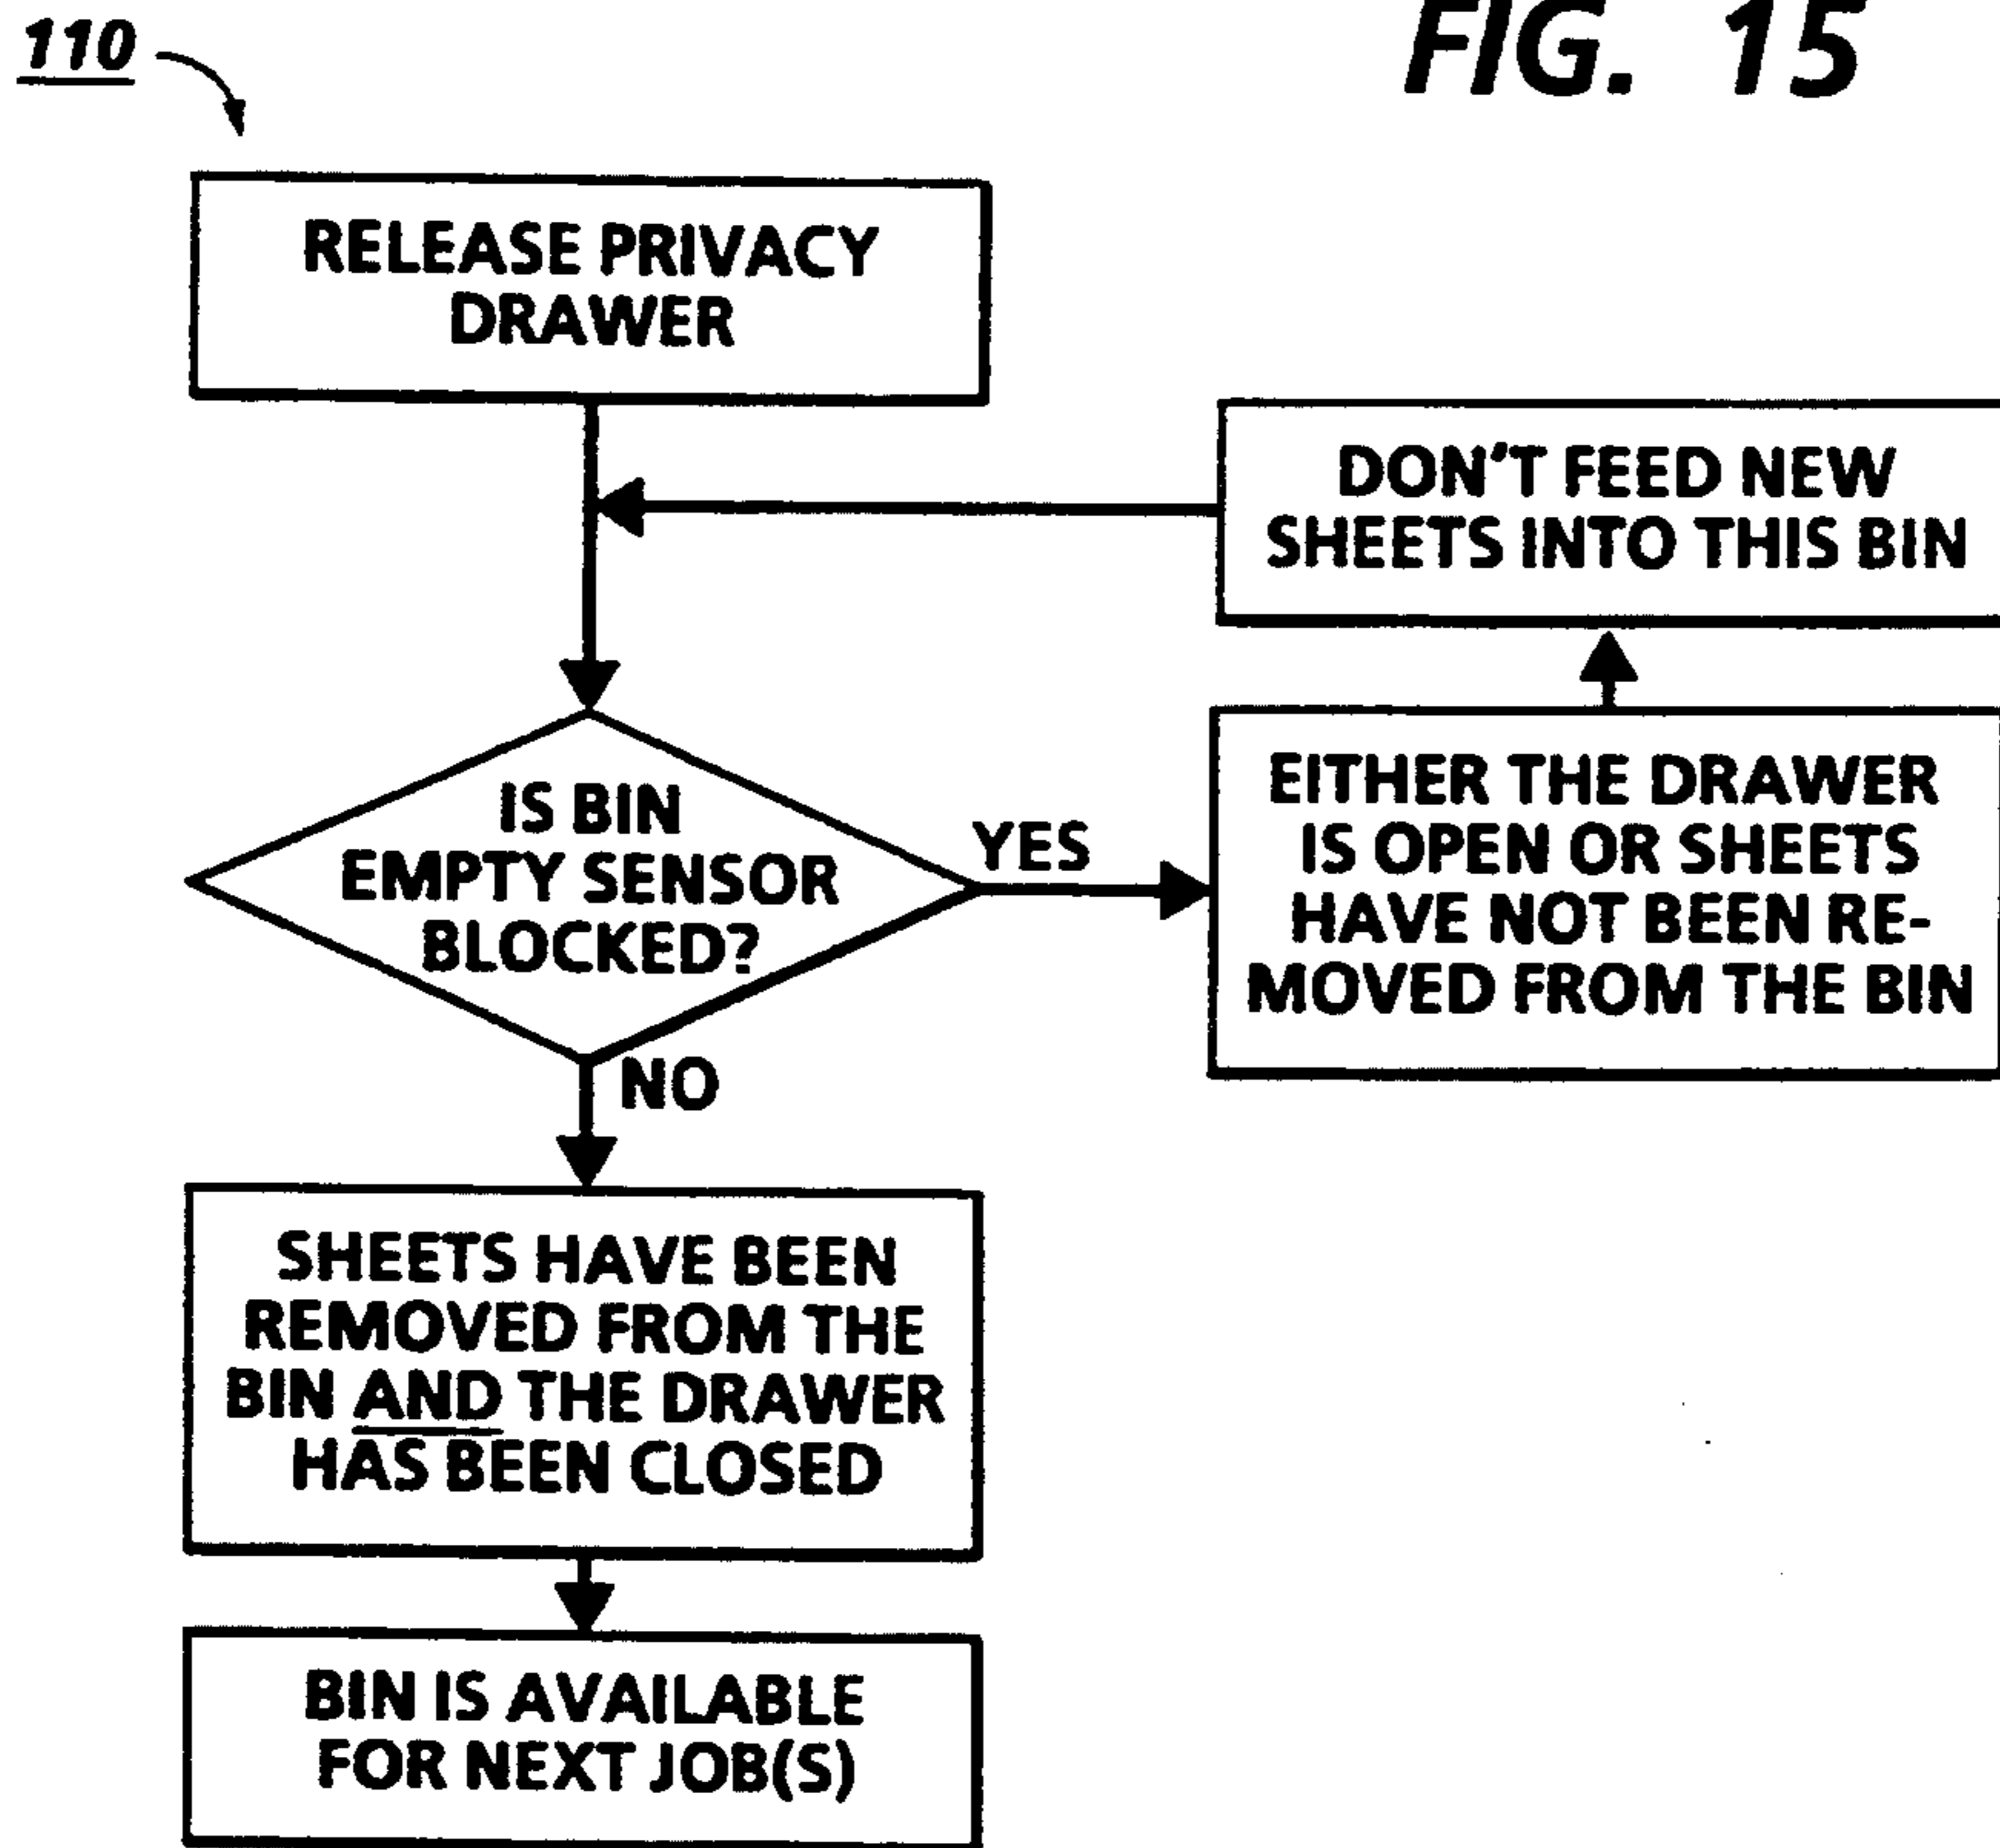 110
FIG. 15
RELEASE PRIVACY
DRAWER
DON'T FEED NEW
SHEETS INTO THIS BIN
IS BIN
EMPTY SENSOR
BLOCKED?
YES
EITHER THE DRAWER
IS OPEN OR SHEETS
HAVE NOT BEEN RE-
MOVED FROM THE BIN
NO
SHEETS HAVE BEEN
REMOVED FROM THE
BIN AND THE DRAWER
HAS BEEN CLOSED
BIN IS AVAILABLE
FOR NEXT JOB(S)